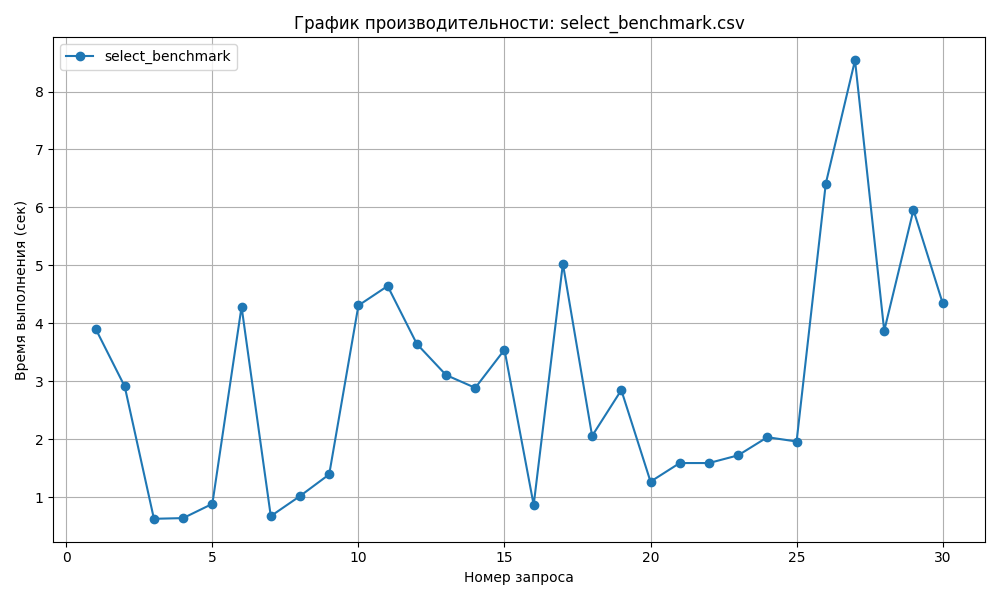 График производительности: select_benchmark.csv
select_benchmark
Время выполнения (сек)
8
7
6
5
4
3
2
1
0 5 10 15 20 25 30
Номер запроса